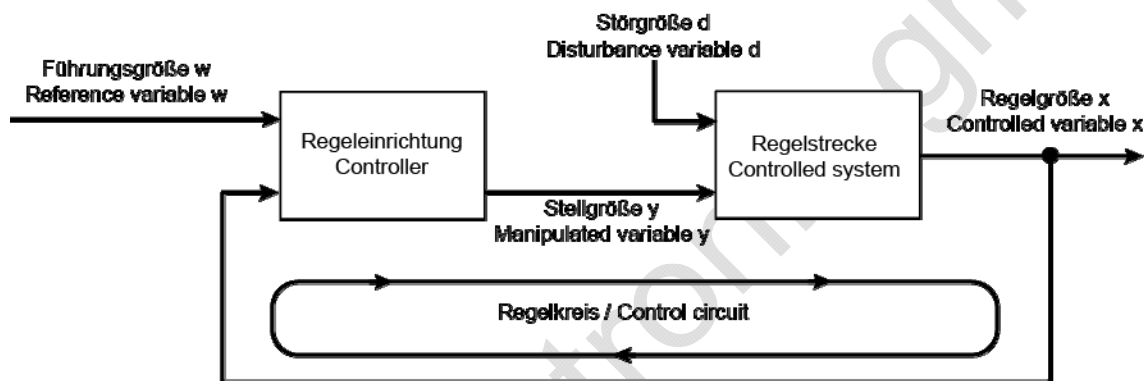 Störgröße d
Disturbance variable d
Führungsgröße w
Reference variable w
Regelgröße x
Controlled variable x
Regeleinrichtung
Controller
Regelstrecke
Controlled system
Stellgröße y
Manipulated variable y
Regelkreis / Control circuit